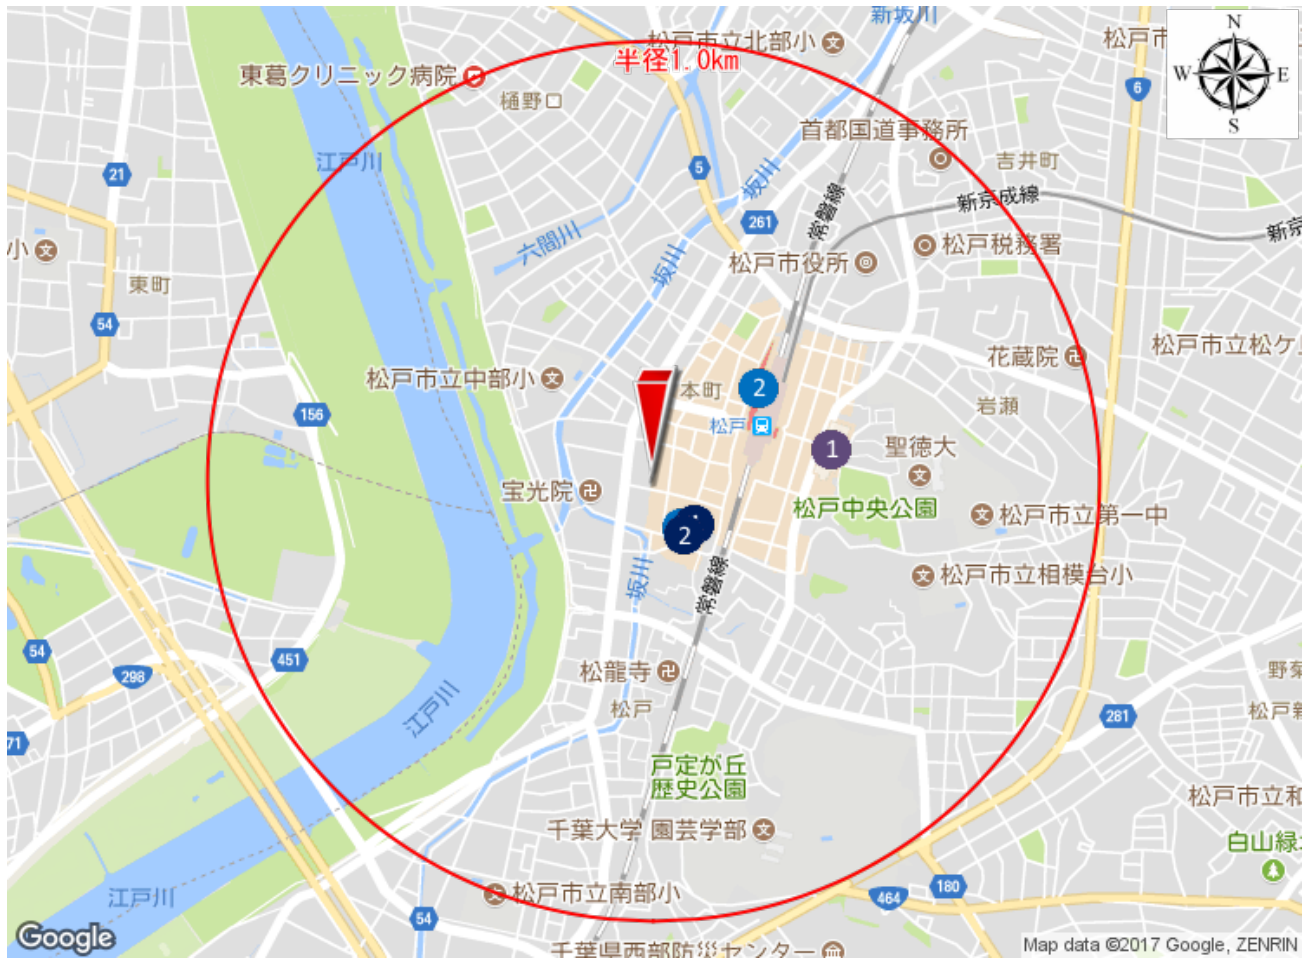 新坂川
松戸市立北部小
松戸市
N
W E
S
半径1.0km
東葛クリニック病院
樋野口
6
首都国道事務所
吉井町
江戸川
21
5
坂川
新京成線
261
常磐線
新京
小
六間川
坂川
松戸市役所
松戸税務署
東町
54
花蔵院
松戸市立松ケ丘
松戸市立中部小
本町
2
岩瀬
156
松戸
1
聖徳大
宝光院
松戸中央公園
松戸市立第一中
2
坂川
常磐線
松戸市立相模台小
54
451
298
松龍寺
野菊
松戸
江戸川
281
松戸新
71
戸定が丘
歴史公園
松戸市立和
千葉大学 園芸学部
白山緑
江戸川
松戸市立南部小
464
180
54
Google
千葉県西部防災センター
Map data ©2017 Google, ZENRIN